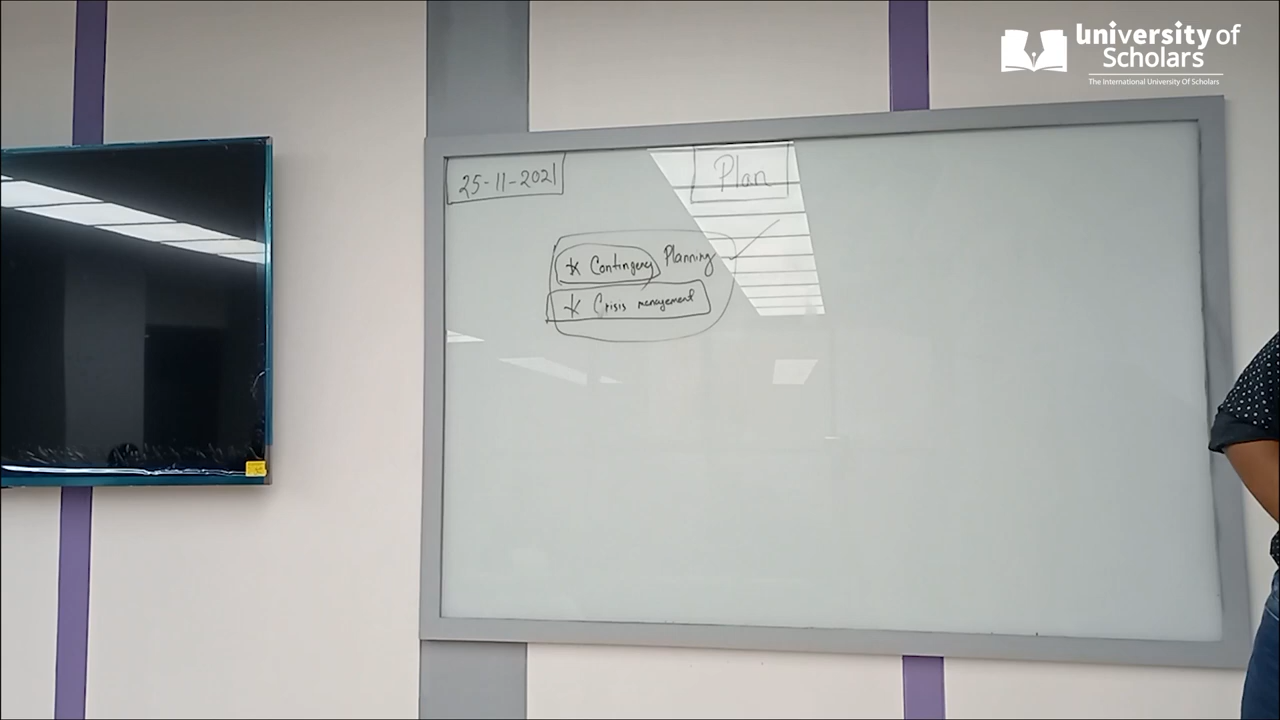 university of
Scholars
The International University Of Scholars
25-11-2021
Plan
* Contingency Planning
* Crisis management